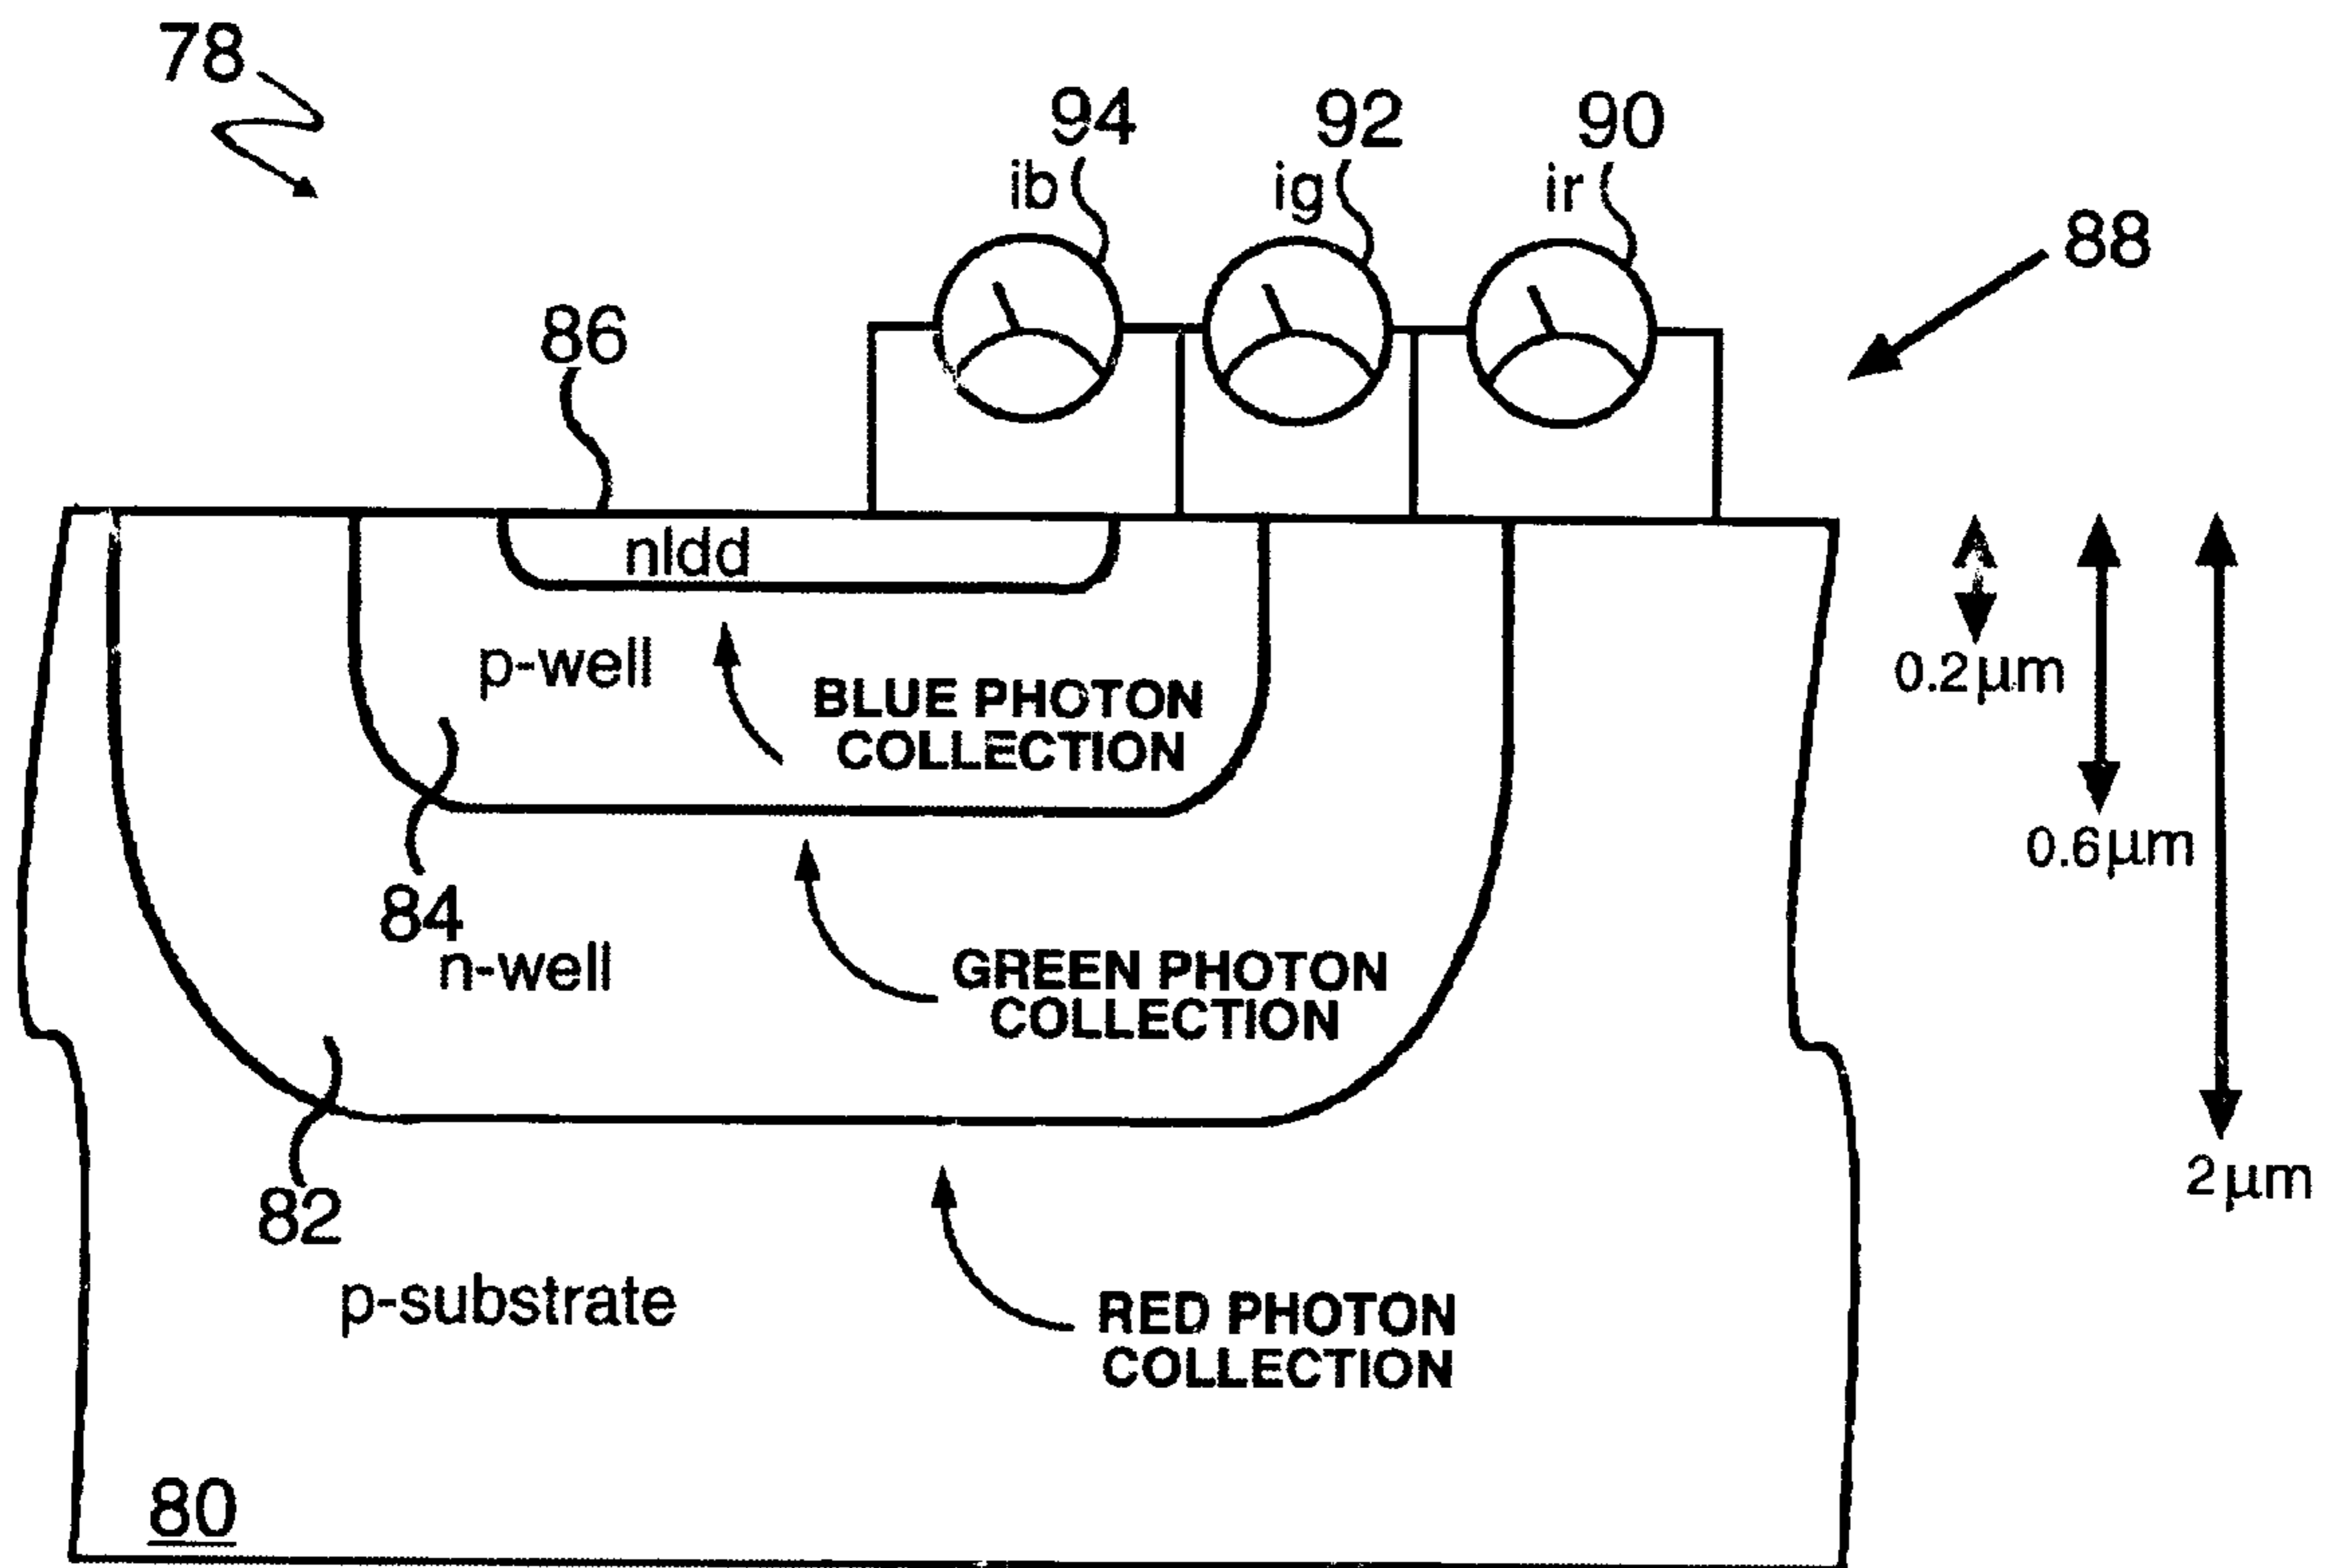 78
94
92
90
ib
ig
ir
88
86
nldd
p-well
BLUE PHOTON
COLLECTION
0.2µm
0.6µm
84
n-well
GREEN PHOTON
COLLECTION
2µm
82
p-substrate
RED PHOTON
COLLECTION
80